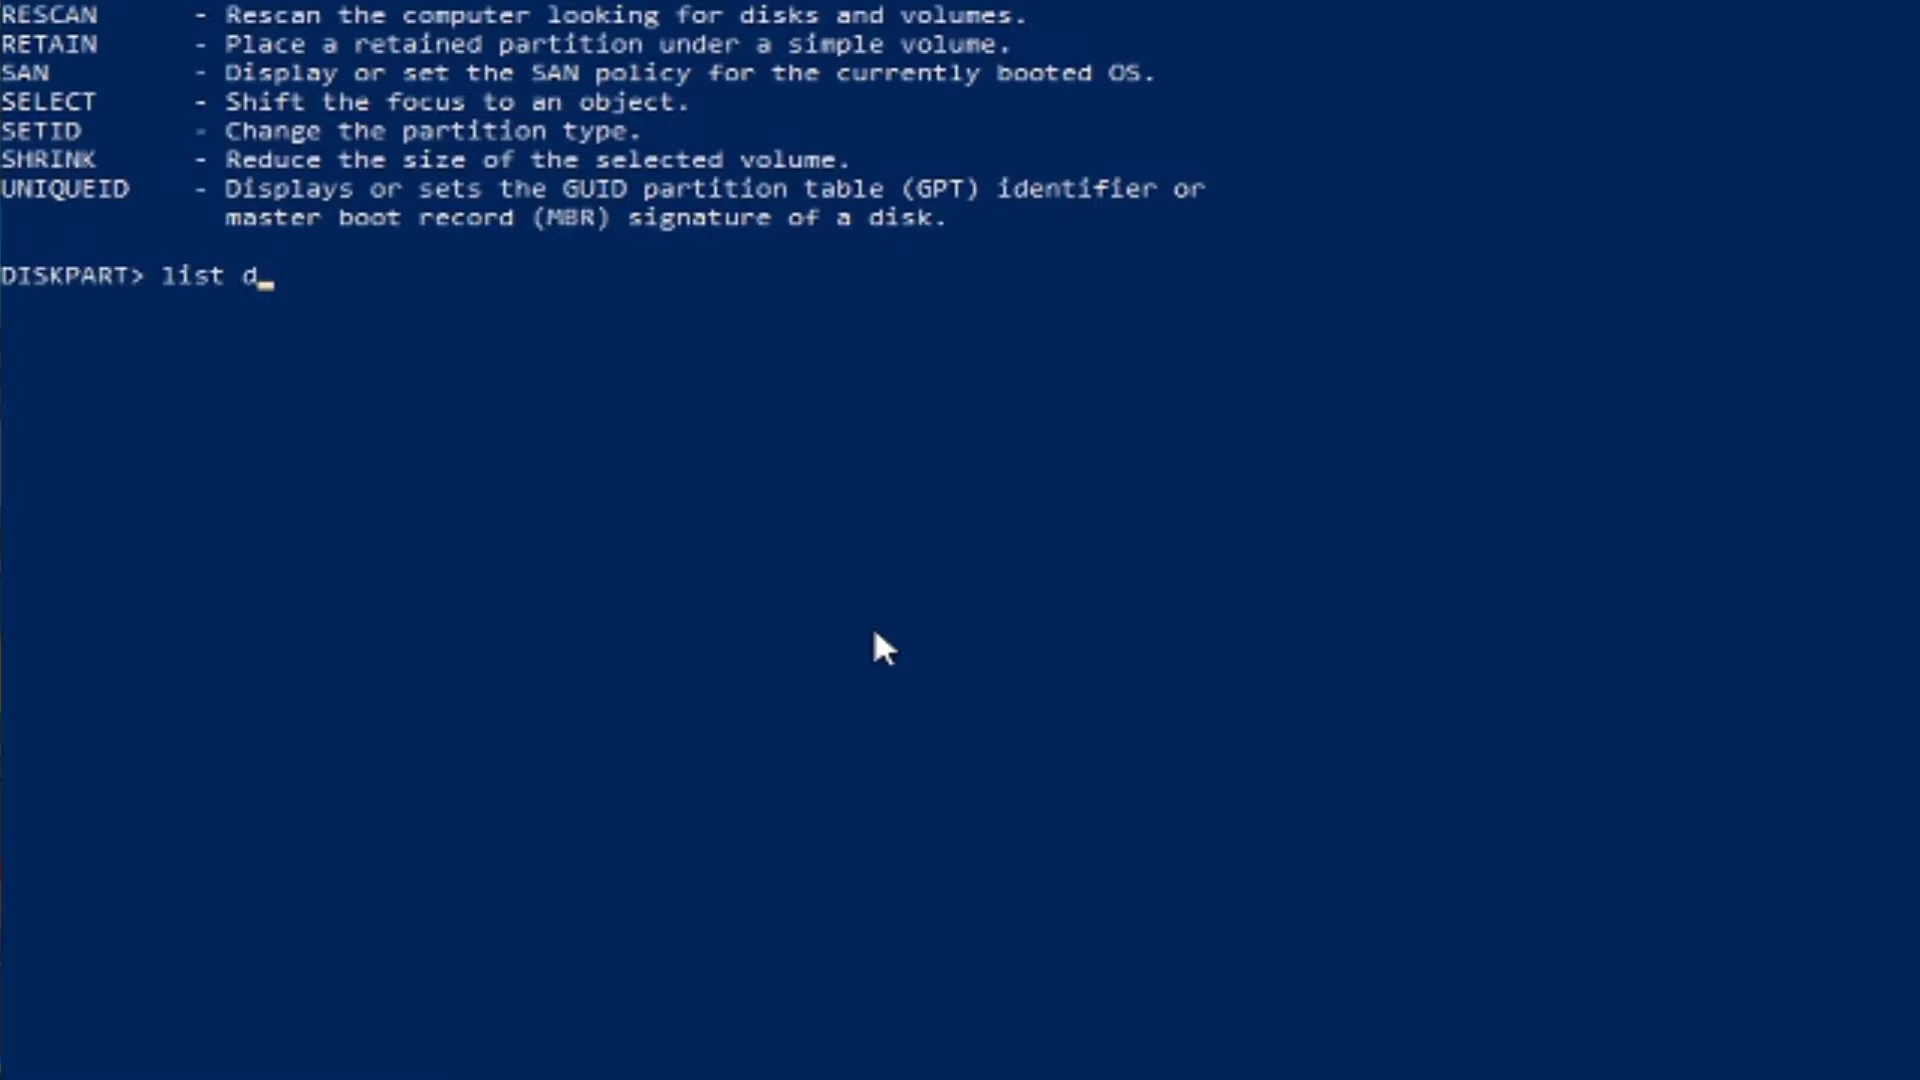 RESCAN - Rescan the computer looking for disks and volumes.
RETAIN - Place a retained partition under a simple volume.
SAN - Display or set the SAN policy for the currently booted OS.
SELECT - Shift the focus to an object.
SETID - Change the partition type.
SHRINK - Reduce the size of the selected volume.
UNIQUEID - Displays or sets the GUID partition table (GPT) identifier or
master boot record (MBR) signature of a disk.
DISKPART> list d_